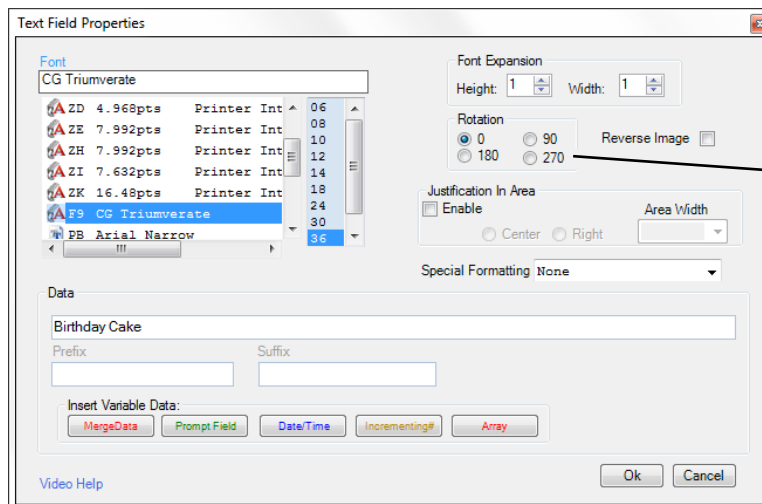 Text Field Properties
Font
CG Triumverate
ZD 4.968pts Printer Int
ZE 7.992pts Printer Int
ZH 7.992pts Printer Int
ZI 7.632pts Printer Int
ZK 16.48pts Printer Int
F9 CG Triumverate
PB Arial Narrow
06
08
10
12
14
18
24
30
36
Font Expansion
Height: 1 Width: 1
Rotation
0 90
180 270
Reverse Image
Justification In Area
Enable
Center Right
Area Width
Special Formatting None
Data
Birthday Cake
Prefix Suffix
Insert Variable Data:
MergeData Prompt Field Date/Time Incrementing# Array
Video Help
Ok Cancel